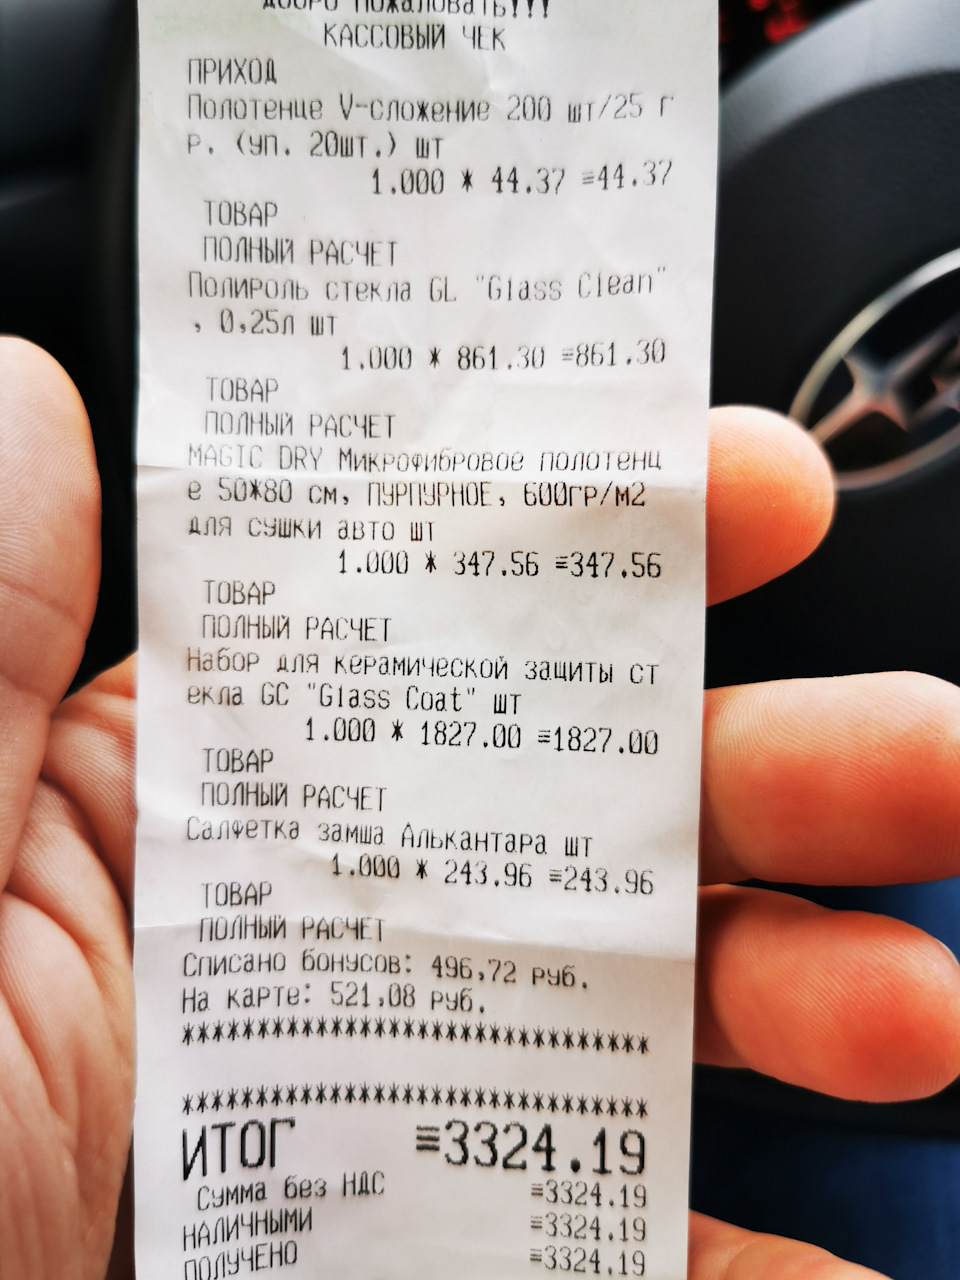 Добро пожаловать!!!
КАССОВЫЙ ЧЕК
ПРИХОД
Полотенце V-сложение 200 шт/25 г
р. (уп. 20шт.) шт
1.000 * 44.37 ≡44.37
ТОВАР
ПОЛНЫЙ РАСЧЕТ
Полироль стекла GL "Glass Clean"
, 0,25л шт
1.000 * 861.30 ≡861.30
ТОВАР
ПОЛНЫЙ РАСЧЕТ
MAGIC DRY Микрофибровое полотенц
е 50*80 см, ПУРПУРНОЕ, 600гр/м2
для сушки авто шт
1.000 * 347.56 ≡347.56
ТОВАР
ПОЛНЫЙ РАСЧЕТ
Набор для керамической защиты ст
екла GC "Glass Coat" шт
1.000 * 1827.00 ≡1827.00
ТОВАР
ПОЛНЫЙ РАСЧЕТ
Салфетка замша Алькантара шт
1.000 * 243.96 ≡243.96
ТОВАР
ПОЛНЫЙ РАСЧЕТ
Списано бонусов: 496,72 руб.
На карте: 521,08 руб.
********************************
********************************
ИТОГ ≡3324.19
Сумма без НДС ≡3324.19
НАЛИЧНЫМИ ≡3324.19
ПОЛУЧЕНО ≡3324.19